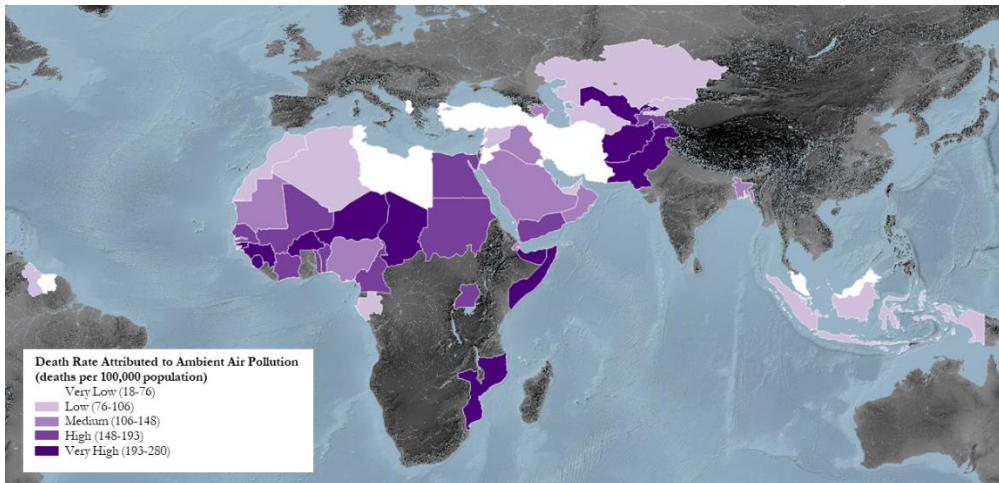 Death Rate Attributed to Ambient Air Pollution
(deaths per 100,000 population)
Very Low (18-76)
Low (76-106)
Medium (106-148)
High (148-193)
Very High (193-280)